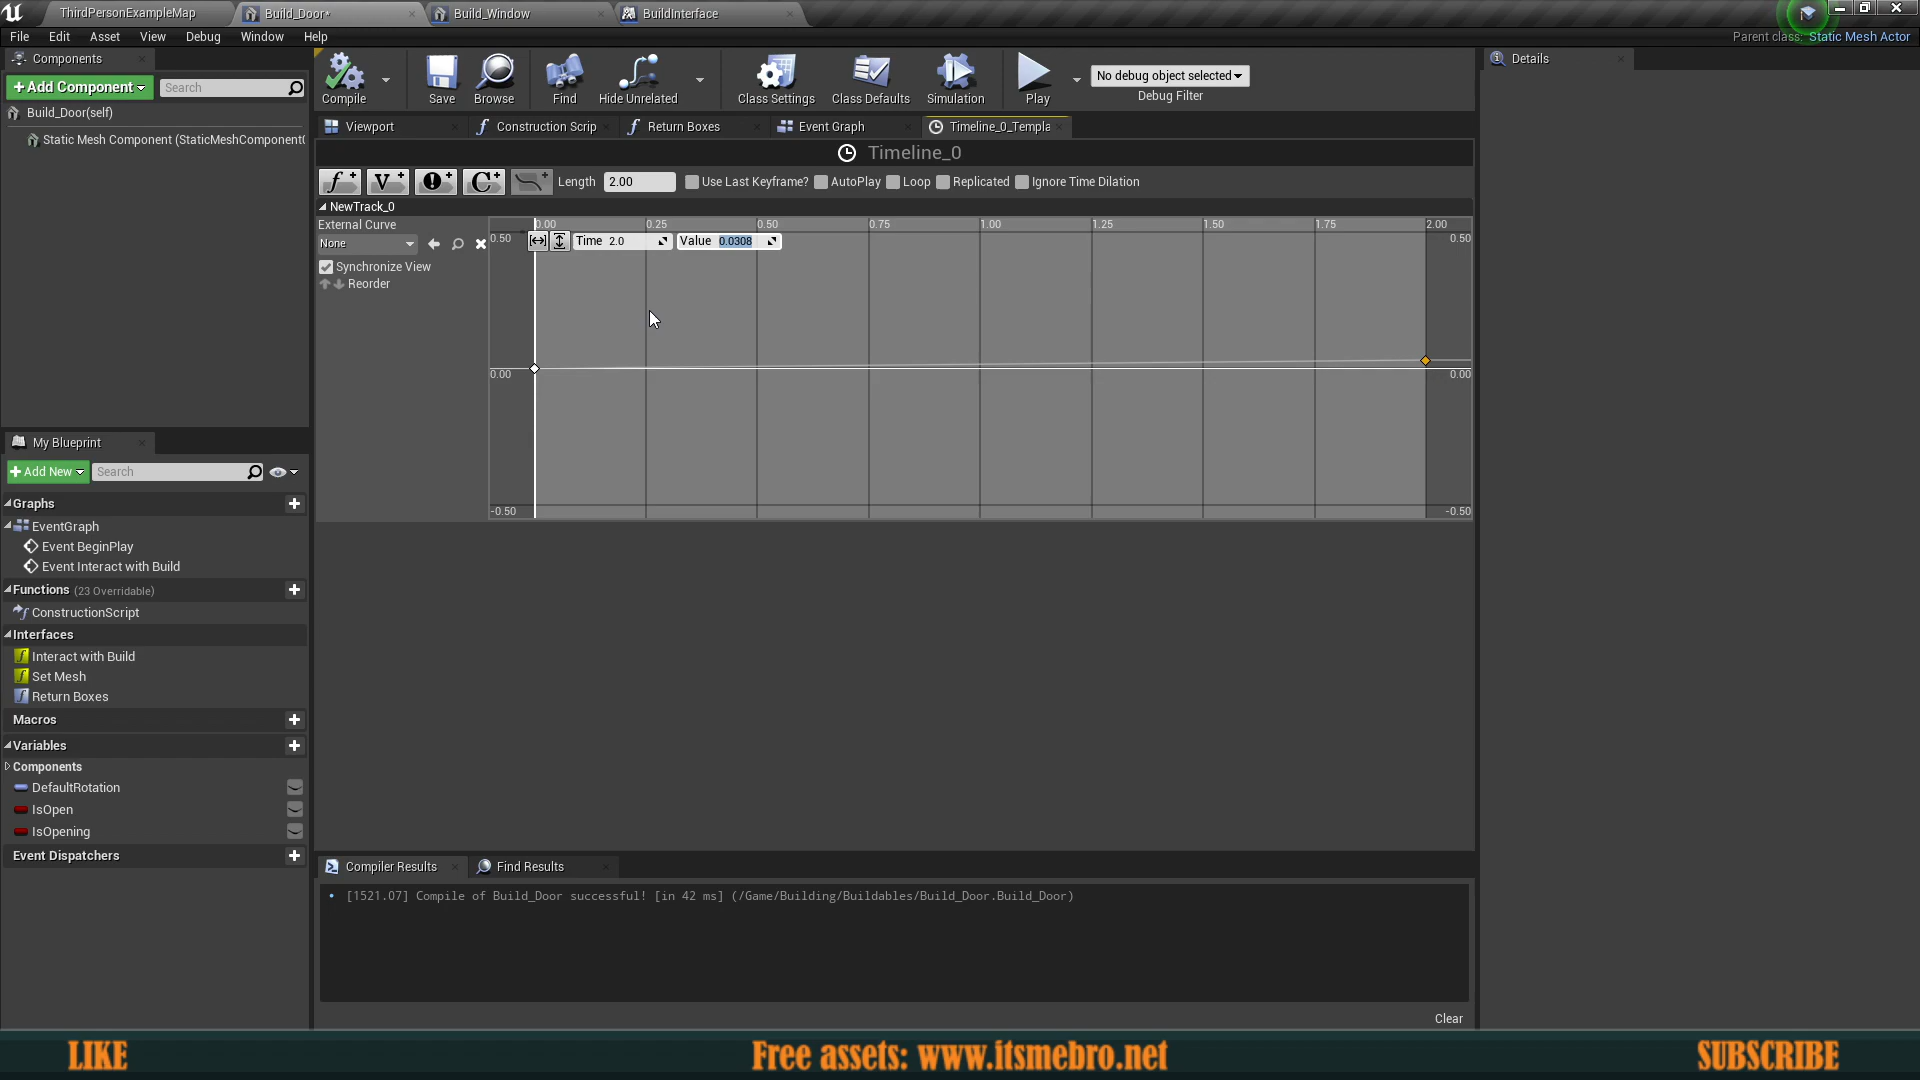 ThirdPersonExampleMap
Build_Door*
Build_Window
BuildInterface
File Edit Asset View Debug Window Help
Parent class: Static Mesh Actor
Components
+Add Component
Search
Build_Door(self)
Static Mesh Component (StaticMeshComponent(
Compile
Save
Browse
Find
Hide Unrelated
Class Settings
Class Defaults
Simulation
Play
No debug object selected
Debug Filter
Details
Viewport
Construction Scrip
Return Boxes
Event Graph
Timeline_0_Templa
Timeline_0
Length 2.00
Use Last Keyframe?
AutoPlay
Loop
Replicated
Ignore Time Dilation
NewTrack_0
External Curve
None
Synchronize View
Reorder
0.00 0.25 0.50 0.75 1.00 1.25 1.50 1.75 2.00
0.50 0.50
Time 2.0 Value 0.0308
0.00 0.00
-0.50 -0.50
My Blueprint
+Add New
Search
Graphs
EventGraph
Event BeginPlay
Event Interact with Build
Functions (23 Overridable)
ConstructionScript
Interfaces
Interact with Build
Set Mesh
Return Boxes
Macros
Variables
Components
DefaultRotation
IsOpen
IsOpening
Event Dispatchers
Compiler Results
Find Results
[1521.07] Compile of Build_Door successful! [in 42 ms] (/Game/Building/Buildables/Build_Door.Build_Door)
Clear
LIKE
Free assets: www.itsmebro.net
SUBSCRIBE